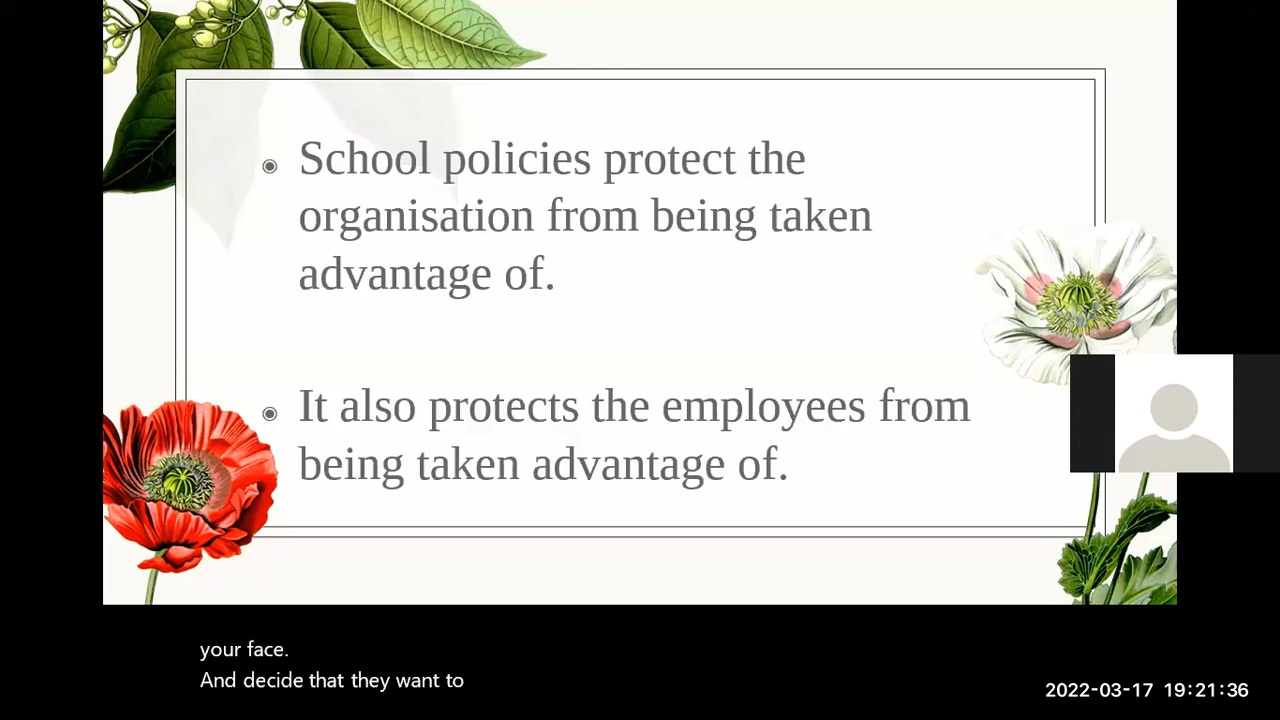 School policies protect the
organisation from being taken
advantage of.
It also protects the employees from
being taken advantage of.
your face.
And decide that they want to
2022-03-17 19:21:36